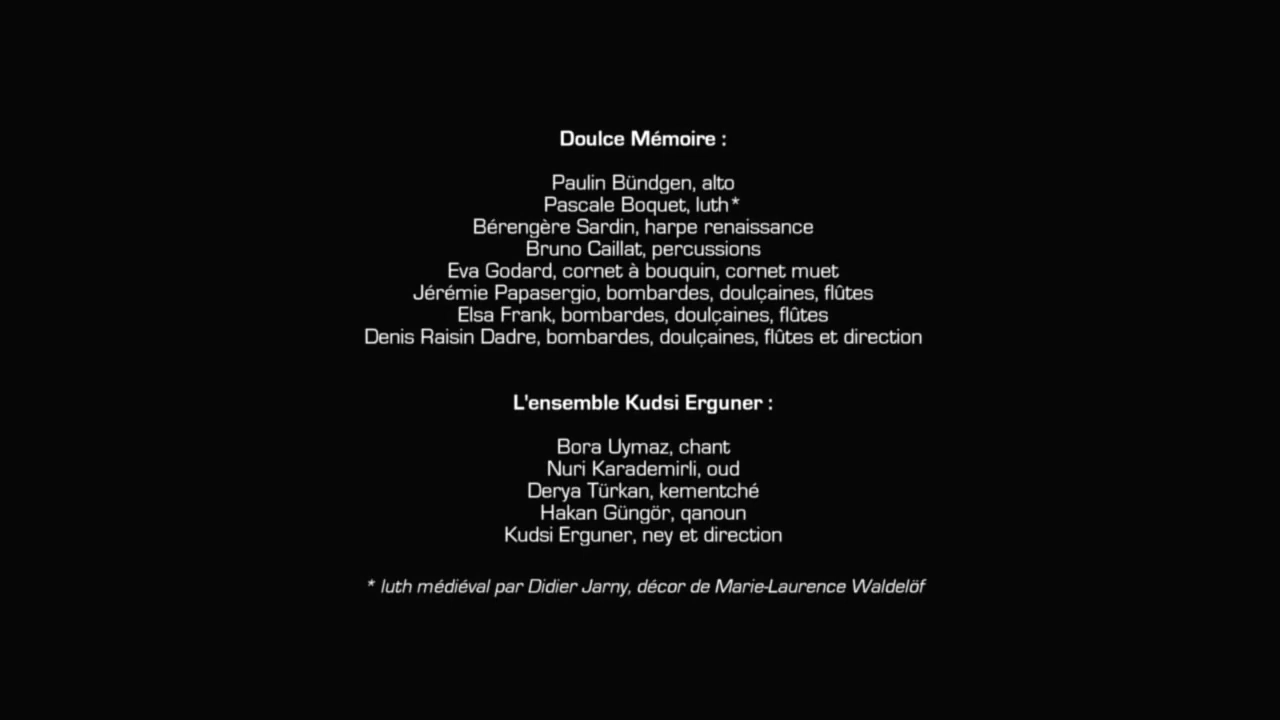 Doulce Mémoire :
Paulin Bündgen, alto
Pascale Boquet, luth*
Bérengère Sardin, harpe renaissance
Bruno Caillat, percussions
Eva Godard, cornet à bouquin, cornet muet
Jérémie Papasergio, bombardes, doulçaines, flûtes
Elsa Frank, bombardes, doulçaines, flûtes
Denis Raisin Dadre, bombardes, doulçaines, flûtes et direction
L'ensemble Kudsi Erguner :
Bora Uymaz, chant
Nuri Karademirli, oud
Derya Türkan, kementché
Hakan Güngör, qanoun
Kudsi Erguner, ney et direction
* luth médiéval par Didier Jarny, décor de Marie-Laurence Waldelöf